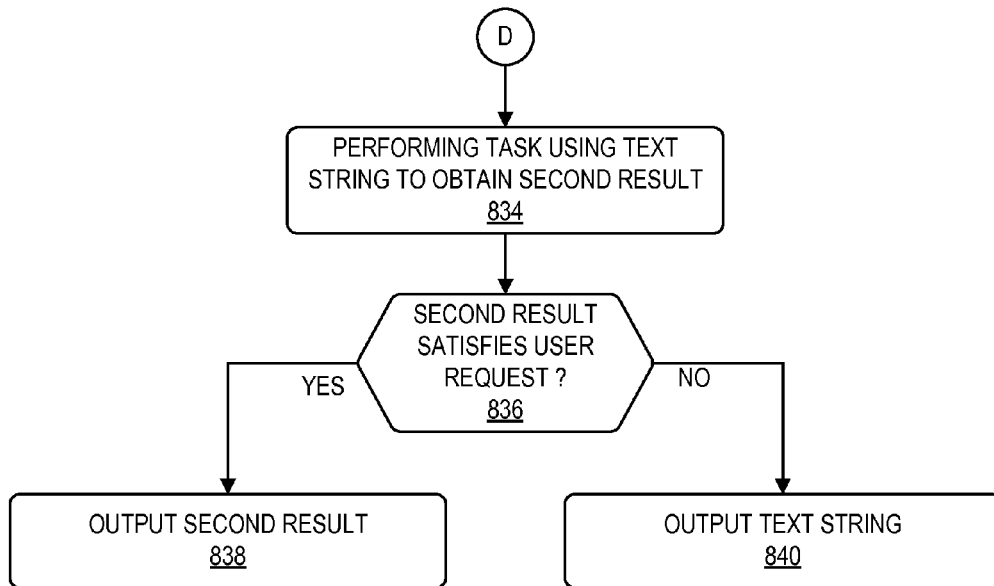 D
PERFORMING TASK USING TEXT
STRING TO OBTAIN SECOND RESULT
834
SECOND RESULT
SATISFIES USER
REQUEST ?
836
YES
NO
OUTPUT SECOND RESULT
838
OUTPUT TEXT STRING
840